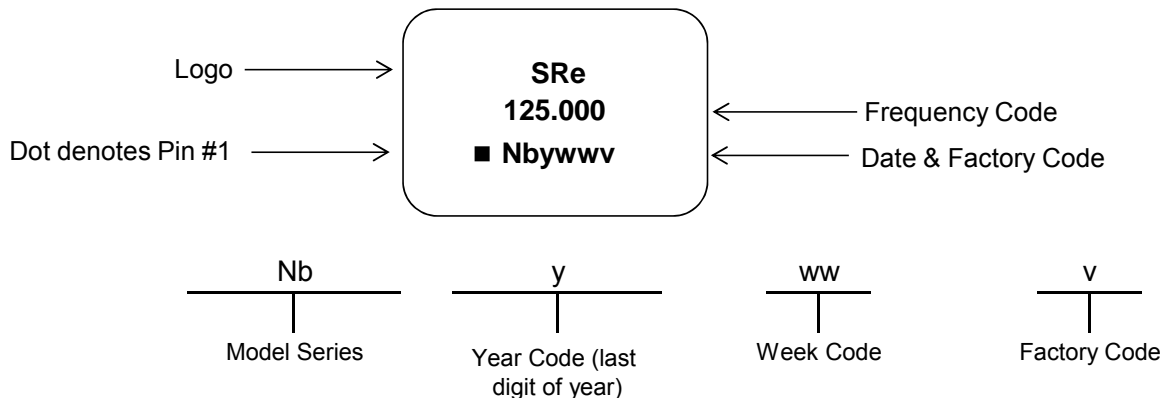 Logo
SRe
125.000
Frequency Code
Dot denotes Pin #1
■ Nbywwv
Date & Factory Code
Nb
y
ww
v
Model Series
Year Code (last
digit of year)
Week Code
Factory Code